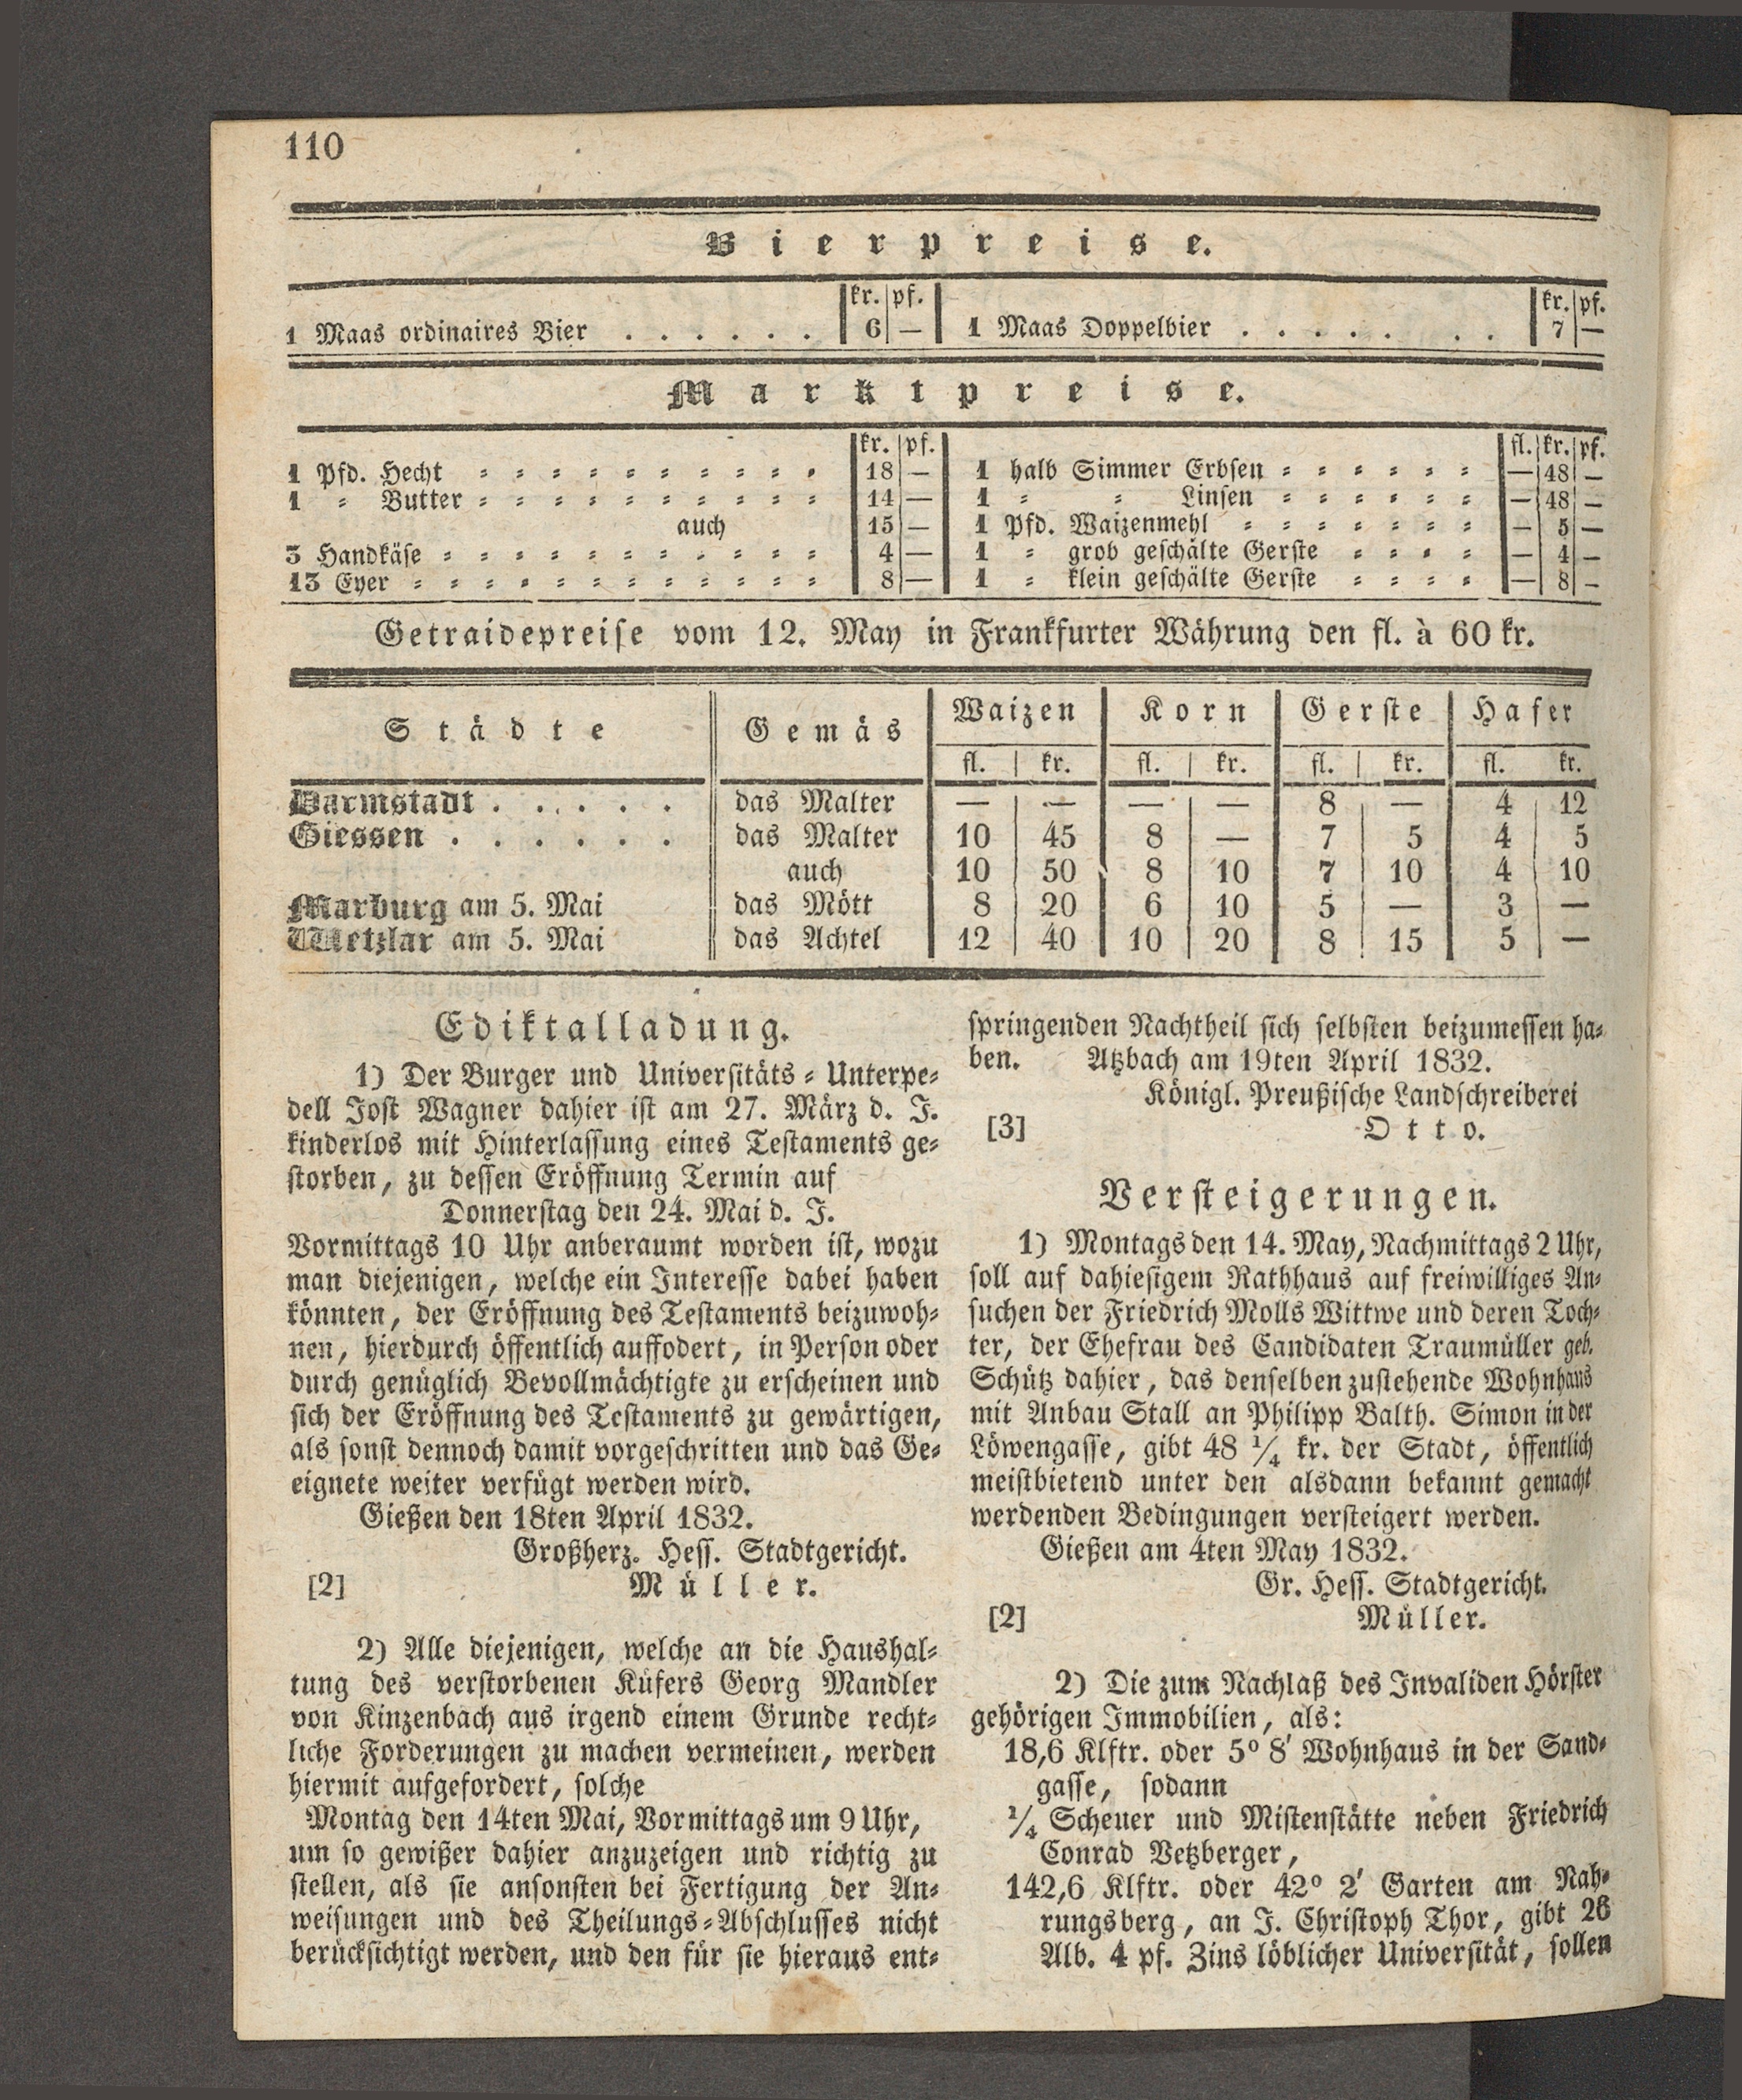 110
Bierpreise.
kr. pf. kr. pf.
1 Maas ordinaires Bier . . . . . . 6 — 1 Maas Doppelbier . . . . . . . 7 —
Marktpreise.
kr. pf. fl. kr. pf.
1 Pfd. Hecht 18 — 1 halb Simmer Erbsen — 48 —
1 " Butter 14 — 1 " " Linsen — 48 —
auch 15 — 1 Pfd. Waizenmehl — 5 —
3 Handkäse 4 — 1 " grob geschälte Gerste — 4 —
13 Eyer 8 — 1 " klein geschälte Gerste — 8 —
Getraidepreise vom 12. May in Frankfurter Währung den fl. à 60 kr.
Städte Gemäs Waizen Korn Gerste Hafer
fl. kr. fl. kr. fl. kr. fl. kr.
Darmstadt . . . . . das Malter — — — — 8 — 4 12
Giessen . . . . . . das Malter 10 45 8 — 7 5 4 5
auch 10 50 8 10 7 10 4 10
Marburg am 5. Mai das Mött 8 20 6 10 5 — 3 —
Wetzlar am 5. Mai das Achtel 12 40 10 20 8 15 5 —
Ediktalladung.
1) Der Burger und Universitäts-Unterpe-
dell Jost Wagner dahier ist am 27. März d. J.
kinderlos mit Hinterlassung eines Testaments ge-
storben, zu dessen Eröffnung Termin auf
Donnerstag den 24. Mai d. J.
Vormittags 10 Uhr anberaumt worden ist, wozu
man diejenigen, welche ein Interesse dabei haben
könnten, der Eröffnung des Testaments beizuwoh-
nen, hierdurch öffentlich auffodert, in Person oder
durch genüglich Bevollmächtigte zu erscheinen und
sich der Eröffnung des Testaments zu gewärtigen,
als sonst dennoch damit vorgeschritten und das Ge-
eignete weiter verfügt werden wird.
Gießen den 18ten April 1832.
Großherz. Hess. Stadtgericht.
[2] Müller.
2) Alle diejenigen, welche an die Haushal-
tung des verstorbenen Küfers Georg Mandler
von Kinzenbach aus irgend einem Grunde recht-
liche Forderungen zu machen vermeinen, werden
hiermit aufgefordert, solche
Montag den 14ten Mai, Vormittags um 9 Uhr,
um so gewißer dahier anzuzeigen und richtig zu
stellen, als sie ansonsten bei Fertigung der An-
weisungen und des Theilungs-Abschlusses nicht
berücksichtigt werden, und den für sie hieraus ent-
springenden Nachtheil sich selbsten beizumessen ha-
ben. Atzbach am 19ten April 1832.
Königl. Preußische Landschreiberei
[3] Otto.
Versteigerungen.
1) Montags den 14. May, Nachmittags 2 Uhr,
soll auf dahiesigem Rathhaus auf freiwilliges An-
suchen der Friedrich Molls Wittwe und deren Toch-
ter, der Ehefrau des Candidaten Traumüller geb.
Schütz dahier, das denselben zustehende Wohnhaus
mit Anbau Stall an Philipp Balth. Simon in der
Löwengasse, gibt 48 1/4 kr. der Stadt, öffentlich
meistbietend unter den alsdann bekannt gemacht
werdenden Bedingungen versteigert werden.
Gießen am 4ten May 1832.
Gr. Hess. Stadtgericht.
[2] Müller.
2) Die zum Nachlaß des Invaliden Hörster
gehörigen Immobilien, als:
18,6 Klftr. oder 5° 8′ Wohnhaus in der Sand-
gasse, sodann
1/4 Scheuer und Mistenstätte neben Friedrich
Conrad Vetzberger,
142,6 Klftr. oder 42° 2′ Garten am Nah-
rungsberg, an J. Christoph Thor, gibt 26
Alb. 4 pf. Zins löblicher Universität, sollen